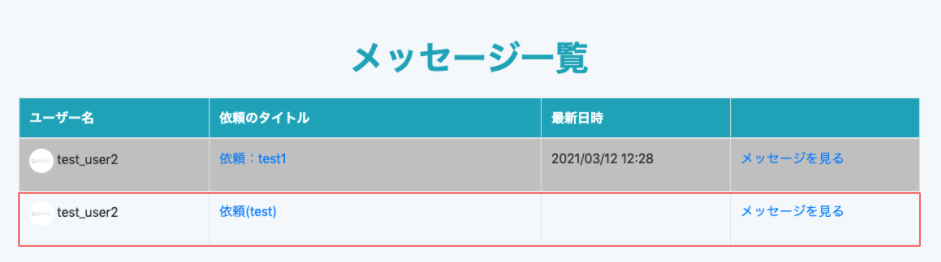 メッセージ一覧
ユーザー名 依頼のタイトル 最新日時
test_user2 依頼：test1 2021/03/12 12:28 メッセージを見る
test_user2 依頼(test) メッセージを見る